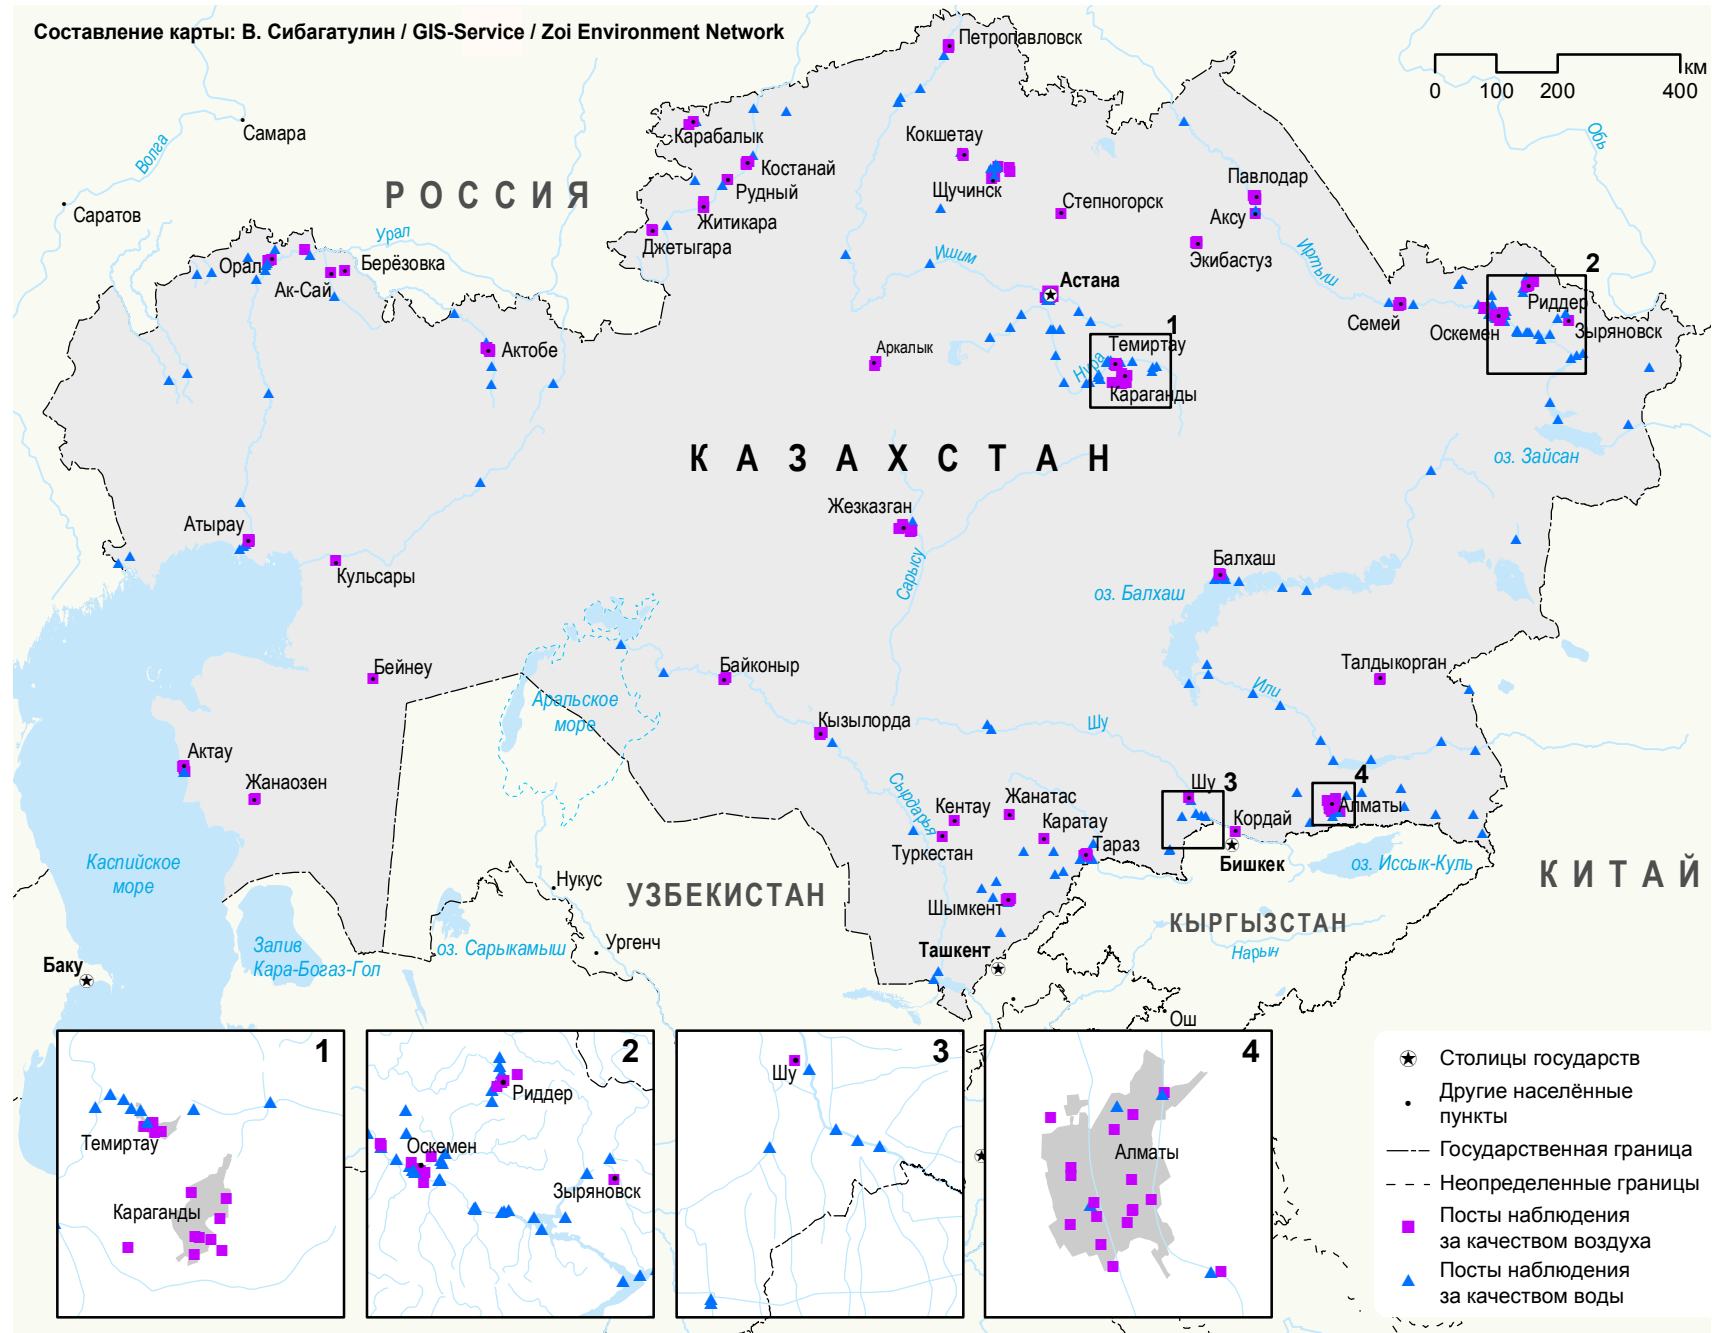 Составление карты: В. Сибагатулин / GIS-Service / Zoi Environment Network
Петропавловск
км
0
100
200
400
Самара
Волга
Карабалык
Кокшетау
Обь
Костанай
РОССИЯ
Рудный
Щучинск
Павлодар
Саратов
Житикара
Степногорск
Аксу
Урал
Джетыгара
Ишим
Иртыш
Орал
Берёзовка
Экибастуз
Ак-Сай
Астана
2
Риддер
Семей
Оскемен
Зыряновск
1
Темиртау
Актобе
Аркалык
Нура
Караганды
КАЗАХСТАН
оз. Зайсан
Жезказган
Атырау
Кульсары
Сарысу
Балхаш
оз. Балхаш
Бейнеу
Байконыр
Талдыкорган
Аральское
море
Или
Кызылорда
Шу
Актау
Жанаозен
Сырдарья
Кентау
Жанатас
Шу
3
4
Алматы
Каратау
Кордай
Туркестан
Тараз
Бишкек
оз. Иссык-Куль
Каспийское
море
Нукус
УЗБЕКИСТАН
КИТАЙ
Шымкент
КЫРГЫЗСТАН
Залив
Кара-Богаз-Гол
оз. Сарыкамыш
Ургенч
Ташкент
Нарын
Баку
Ош
1
Темиртау
Караганды
2
Риддер
Оскемен
Зыряновск
3
Шу
4
Алматы
Столицы государств
Другие населённые
пункты
Государственная граница
Неопределенные границы
Посты наблюдения
за качеством воздуха
Посты наблюдения
за качеством воды